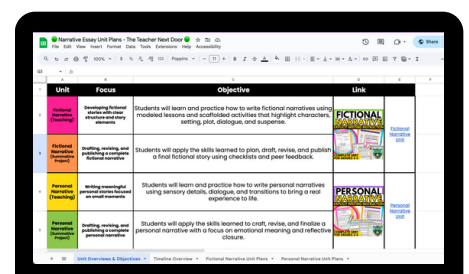 Narrative Essay Unit Plans - The Teacher Next Door
File Edit View Insert Format Data Tools Extensions Help Accessibility
Share
100% Poppins 11
Unit Focus Objective Link
Fictional
Narrative
(Teaching)
Developing fictional
stories with clear
structure and story
elements
Students will learn and practice how to write fictional narratives using
modeled lessons and scaffolded activities that highlight characters,
setting, plot, dialogue, and suspense.
FICTIONAL
NARRATIVE
Fictional
Narrative
Unit
Fictional
Narrative
(Summative
Project)
Drafting, revising, and
publishing a complete
fictional narrative
Students will apply the skills learned to plan, draft, revise, and publish
a final fictional story using checklists and peer feedback.
Personal
Narrative
(Teaching)
Writing meaningful
personal stories focused
on small moments
Students will learn and practice how to write personal narratives
using sensory details, dialogue, and transitions to bring a real
experience to life.
PERSONAL
NARRATIVE
Personal
Narrative
Unit
Personal
Narrative
(Summative
Project)
Drafting, revising, and
publishing a complete
personal narrative
Students will apply the skills learned to craft, revise, and finalize a
personal narrative with a focus on emotional meaning and reflective
closure.
Unit Overviews & Objectives Timeline Overview Fictional Narrative Unit Plans Personal Narrative Unit Plans